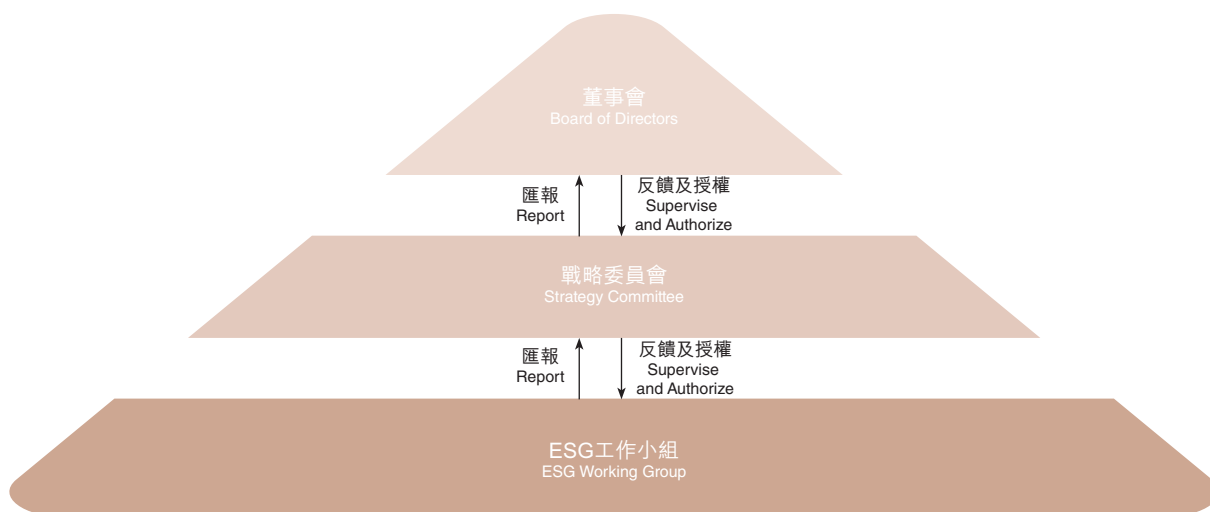 董事會
Board of Directors
匯報
Report
反饋及授權
Supervise
and Authorize
戰略委員會
Strategy Committee
匯報
Report
反饋及授權
Supervise
and Authorize
ESG工作小組
ESG Working Group